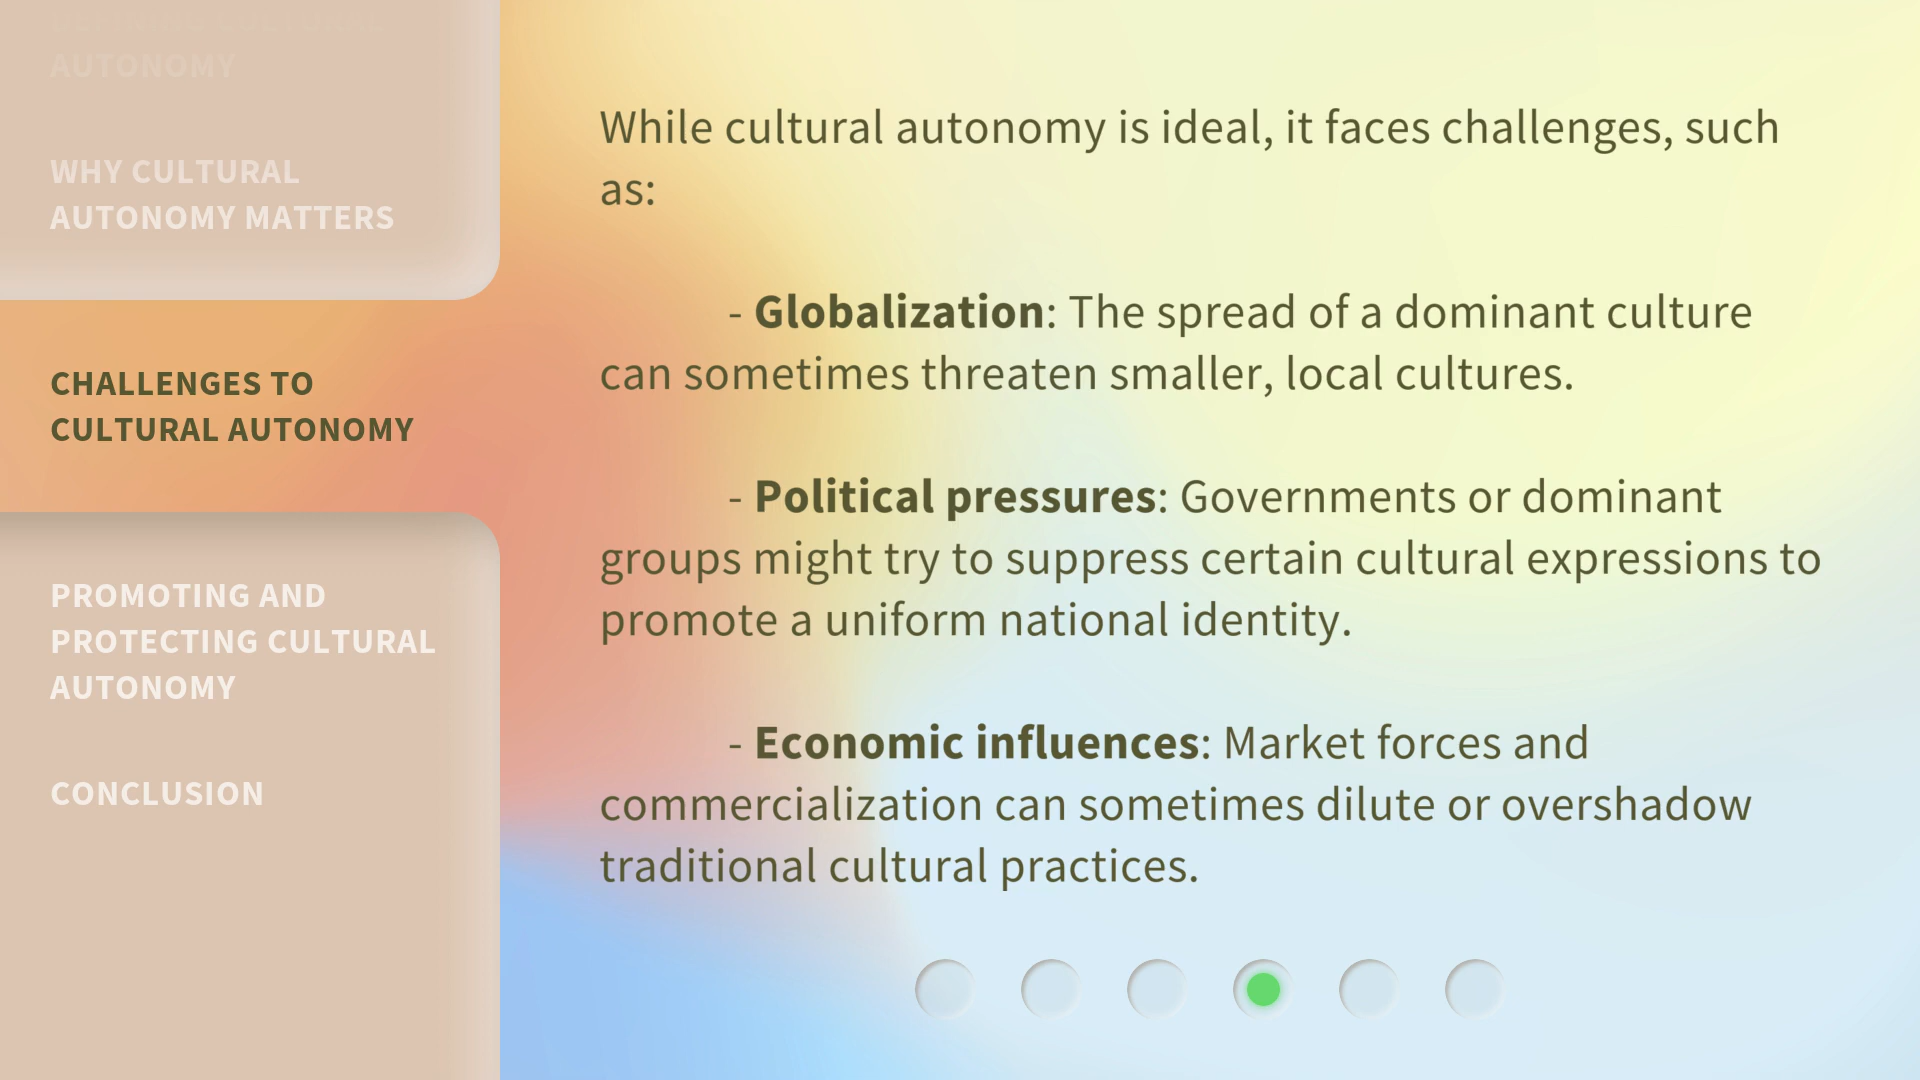 AUTONOMY
WHY CULTURAL
AUTONOMY MATTERS
CHALLENGES TO
CULTURAL AUTONOMY
PROMOTING AND
PROTECTING CULTURAL
AUTONOMY
CONCLUSION
While cultural autonomy is ideal, it faces challenges, such
as:
- Globalization: The spread of a dominant culture
can sometimes threaten smaller, local cultures.
- Political pressures: Governments or dominant
groups might try to suppress certain cultural expressions to
promote a uniform national identity.
- Economic influences: Market forces and
commercialization can sometimes dilute or overshadow
traditional cultural practices.